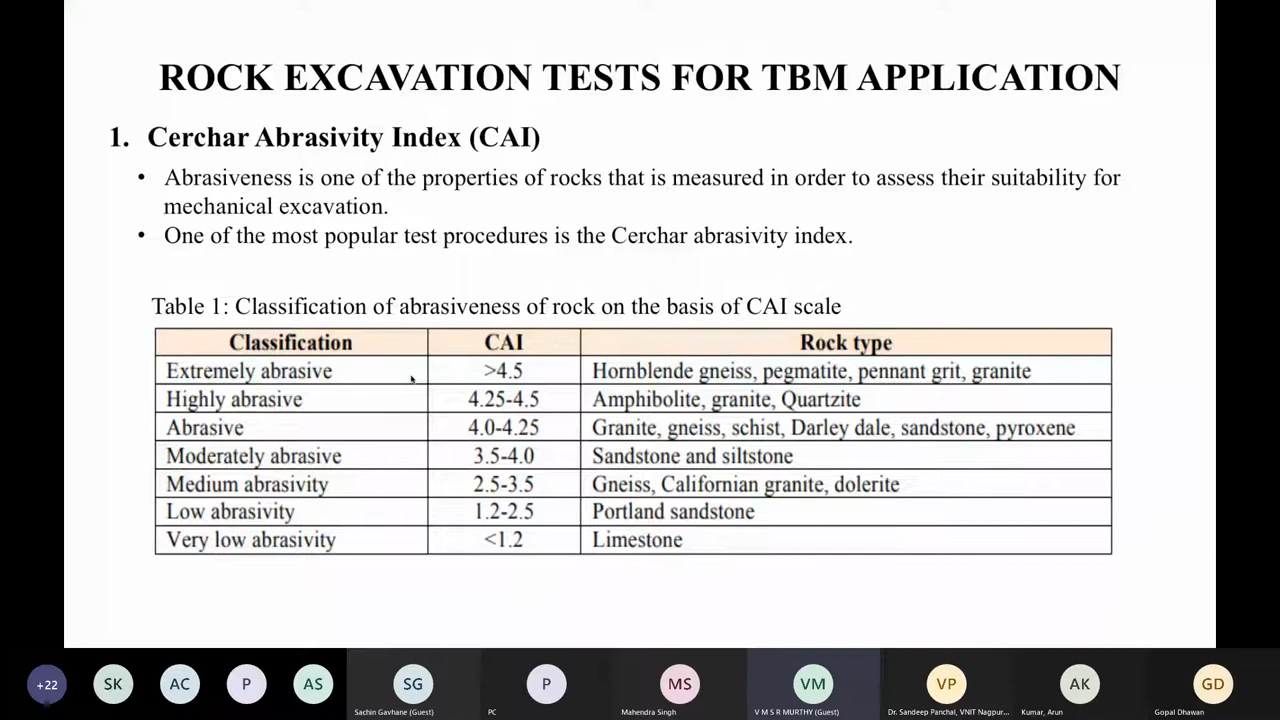 ROCK EXCAVATION TESTS FOR TBM APPLICATION
1. Cerchar Abrasivity Index (CAI)
• Abrasiveness is one of the properties of rocks that is measured in order to assess their suitability for
mechanical excavation.
• One of the most popular test procedures is the Cerchar abrasivity index.
Table 1: Classification of abrasiveness of rock on the basis of CAI scale
Classification CAI Rock type
Extremely abrasive >4.5 Hornblende gneiss, pegmatite, pennant grit, granite
Highly abrasive 4.25-4.5 Amphibolite, granite, Quartzite
Abrasive 4.0-4.25 Granite, gneiss, schist, Darley dale, sandstone, pyroxene
Moderately abrasive 3.5-4.0 Sandstone and siltstone
Medium abrasivity 2.5-3.5 Gneiss, Californian granite, dolerite
Low abrasivity 1.2-2.5 Portland sandstone
Very low abrasivity <1.2 Limestone
+22 SK AC P AS SG P MS VM VP AK GD
Sachin Gavhane (Guest) PC Mahendra Singh V M S R MURTHY (Guest) Dr. Sandeep Panchal, VNIT Nagpur... Kumar, Arun Gopal Dhawan